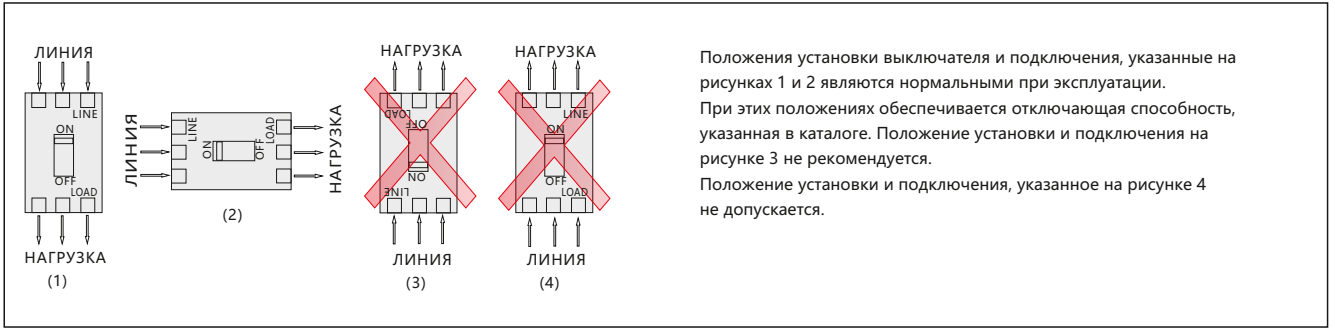 ЛИНИЯ
LINE
ON
OFF
LOAD
НАГРУЗКА
(1)
ЛИНИЯ
LINE
ON
OFF
LOAD
НАГРУЗКА
(2)
НАГРУЗКА
LOAD
OFF
ON
LINE
ЛИНИЯ
(3)
НАГРУЗКА
LINE
ON
OFF
LOAD
ЛИНИЯ
(4)
Положения установки выключателя и подключения, указанные на
рисунках 1 и 2 являются нормальными при эксплуатации.
При этих положениях обеспечивается отключающая способность,
указанная в каталоге. Положение установки и подключения на
рисунке 3 не рекомендуется.
Положение установки и подключения, указанное на рисунке 4
не допускается.